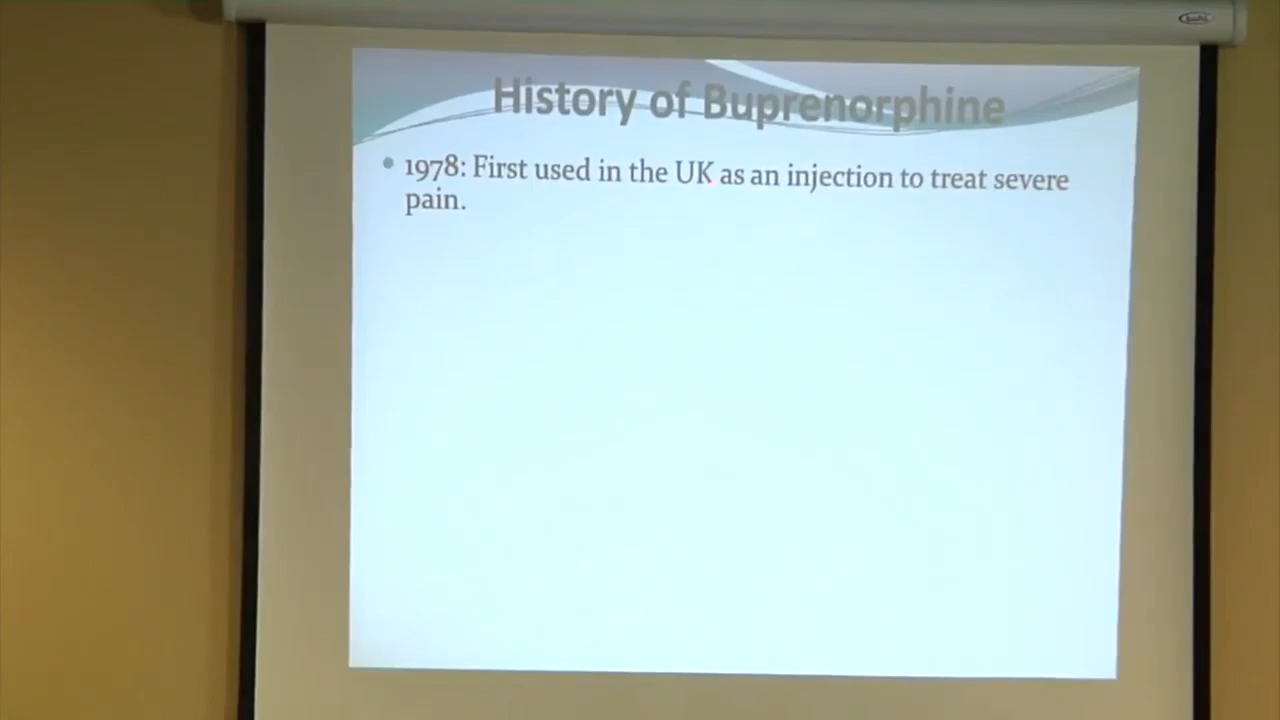 History of Buprenorphine
• 1978: First used in the UK as an injection to treat severe
pain.